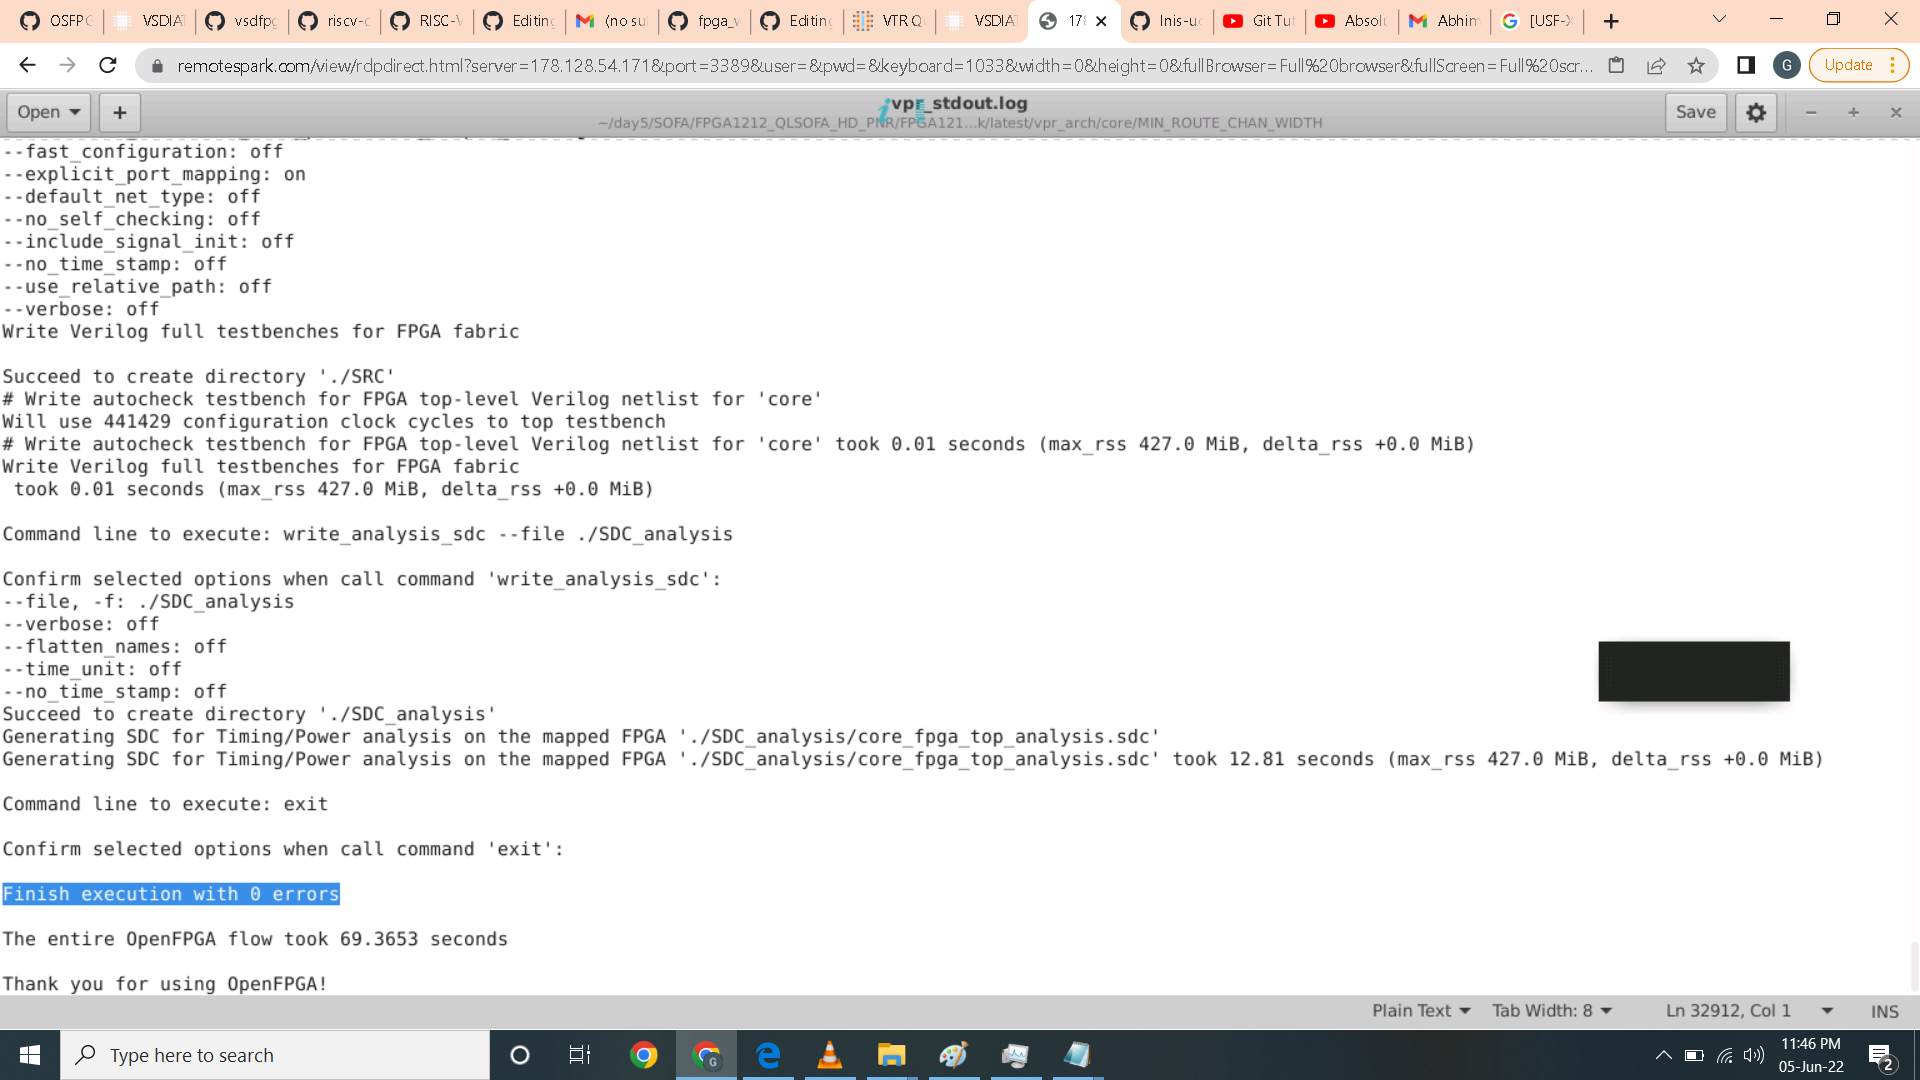 OSFPG
VSDIAT
vsdfpg
riscv-c
RISC-V
Editing
(no su
fpga_w
Editing
VTR Q
VSDIAT
178
lnis-uc
Git Tut
Absolu
Abhim
[USF-X
remotespark.com/view/rdpdirect.html?server=178.128.54.171&port=3389&user=&pwd=&keyboard=1033&width=0&height=0&fullBrowser=Full%20browser&fullScreen=Full%20scr...
G
Update
Open
vpr_stdout.log
~/day5/SOFA/FPGA1212_QLSOFA_HD_PNR/FPGA121...k/latest/vpr_arch/core/MIN_ROUTE_CHAN_WIDTH
Save
--fast_configuration: off
--explicit_port_mapping: on
--default_net_type: off
--no_self_checking: off
--include_signal_init: off
--no_time_stamp: off
--use_relative_path: off
--verbose: off
Write Verilog full testbenches for FPGA fabric
Succeed to create directory './SRC'
# Write autocheck testbench for FPGA top-level Verilog netlist for 'core'
Will use 441429 configuration clock cycles to top testbench
# Write autocheck testbench for FPGA top-level Verilog netlist for 'core' took 0.01 seconds (max_rss 427.0 MiB, delta_rss +0.0 MiB)
Write Verilog full testbenches for FPGA fabric
took 0.01 seconds (max_rss 427.0 MiB, delta_rss +0.0 MiB)
Command line to execute: write_analysis_sdc --file ./SDC_analysis
Confirm selected options when call command 'write_analysis_sdc':
--file, -f: ./SDC_analysis
--verbose: off
--flatten_names: off
--time_unit: off
--no_time_stamp: off
Succeed to create directory './SDC_analysis'
Generating SDC for Timing/Power analysis on the mapped FPGA './SDC_analysis/core_fpga_top_analysis.sdc'
Generating SDC for Timing/Power analysis on the mapped FPGA './SDC_analysis/core_fpga_top_analysis.sdc' took 12.81 seconds (max_rss 427.0 MiB, delta_rss +0.0 MiB)
Command line to execute: exit
Confirm selected options when call command 'exit':
Finish execution with 0 errors
The entire OpenFPGA flow took 69.3653 seconds
Thank you for using OpenFPGA!
Plain Text
Tab Width: 8
Ln 32912, Col 1
INS
Type here to search
11:46 PM
05-Jun-22
2